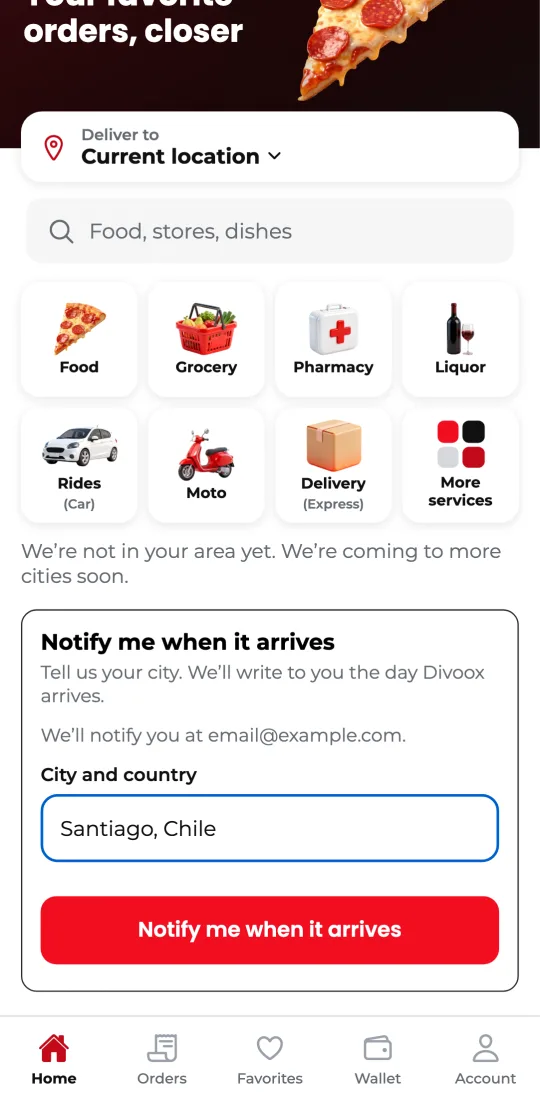 Your favorite
orders, closer
Deliver to
Current location
Food, stores, dishes
Food
Grocery
Pharmacy
Liquor
Rides
(Car)
Moto
Delivery
(Express)
More
services
We’re not in your area yet. We’re coming to more
cities soon.
Notify me when it arrives
Tell us your city. We’ll write to you the day Divoox
arrives.
We’ll notify you at email@example.com.
City and country
Santiago, Chile
Notify me when it arrives
Home
Orders
Favorites
Wallet
Account